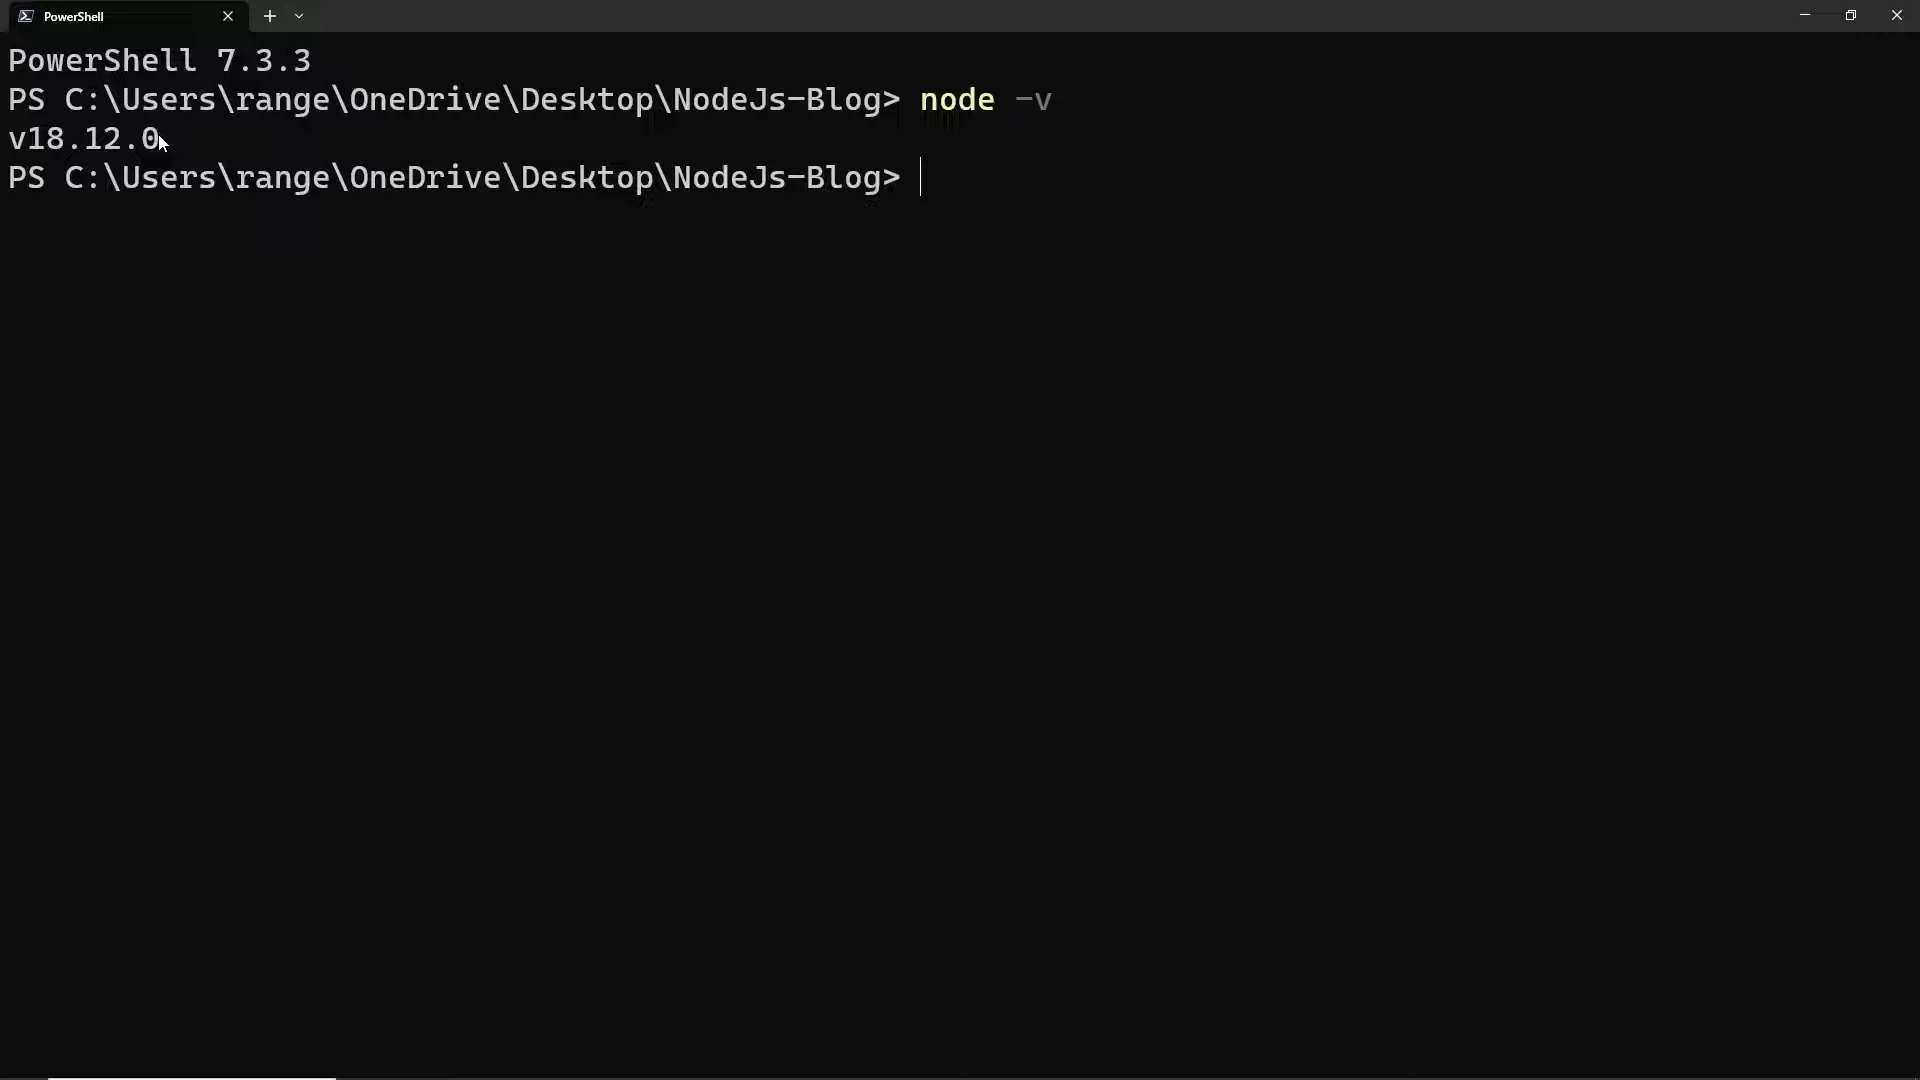 PowerShell
PowerShell 7.3.3
PS C:\Users\range\OneDrive\Desktop\NodeJs-Blog> node -v
v18.12.0
PS C:\Users\range\OneDrive\Desktop\NodeJs-Blog>